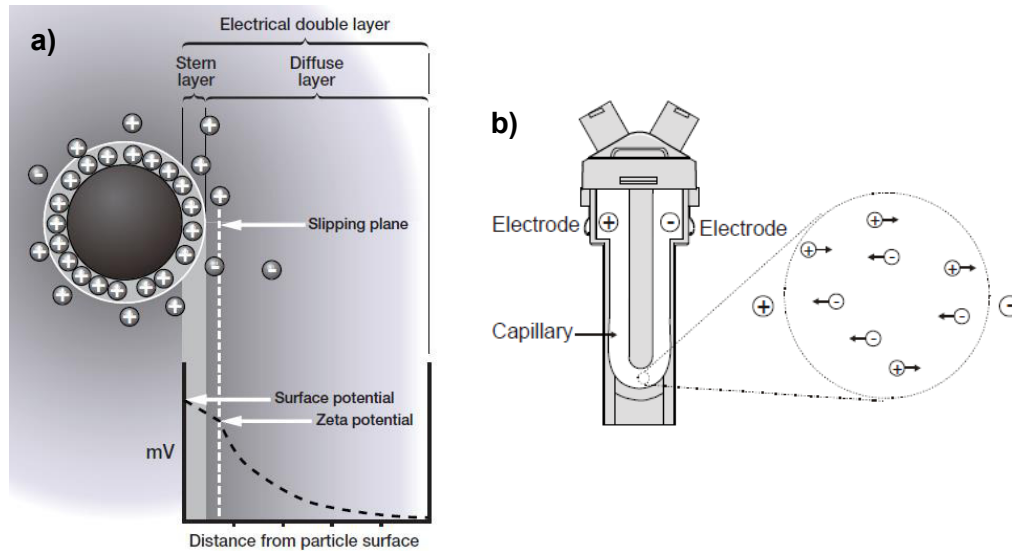 a)
Electrical double layer
Stern
layer
Diffuse
layer
Slipping plane
Surface potential
Zeta potential
mV
Distance from particle surface
b)
Electrode
Electrode
Capillary